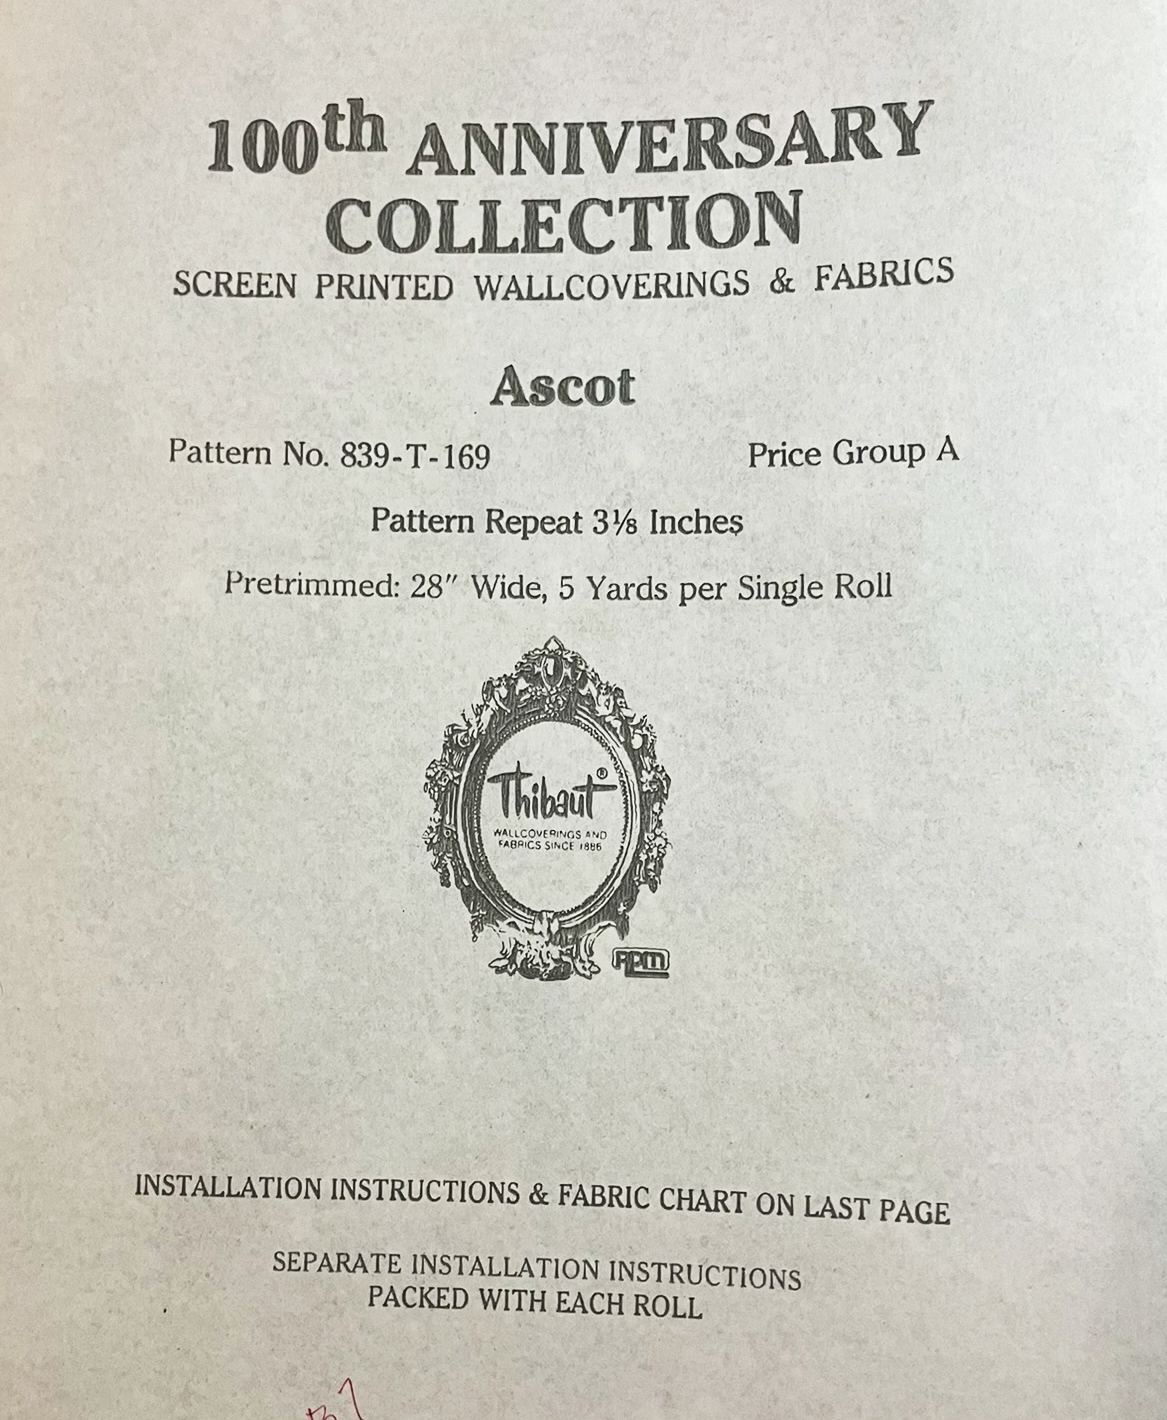 100th ANNIVERSARY
COLLECTION
SCREEN PRINTED WALLCOVERINGS & FABRICS
Ascot
Pattern No. 839-T-169 Price Group A
Pattern Repeat 3⅛ Inches
Pretrimmed: 28″ Wide, 5 Yards per Single Roll
Thibaut®
WALLCOVERINGS AND
FABRICS SINCE 1886
RPM
INSTALLATION INSTRUCTIONS & FABRIC CHART ON LAST PAGE
SEPARATE INSTALLATION INSTRUCTIONS
PACKED WITH EACH ROLL